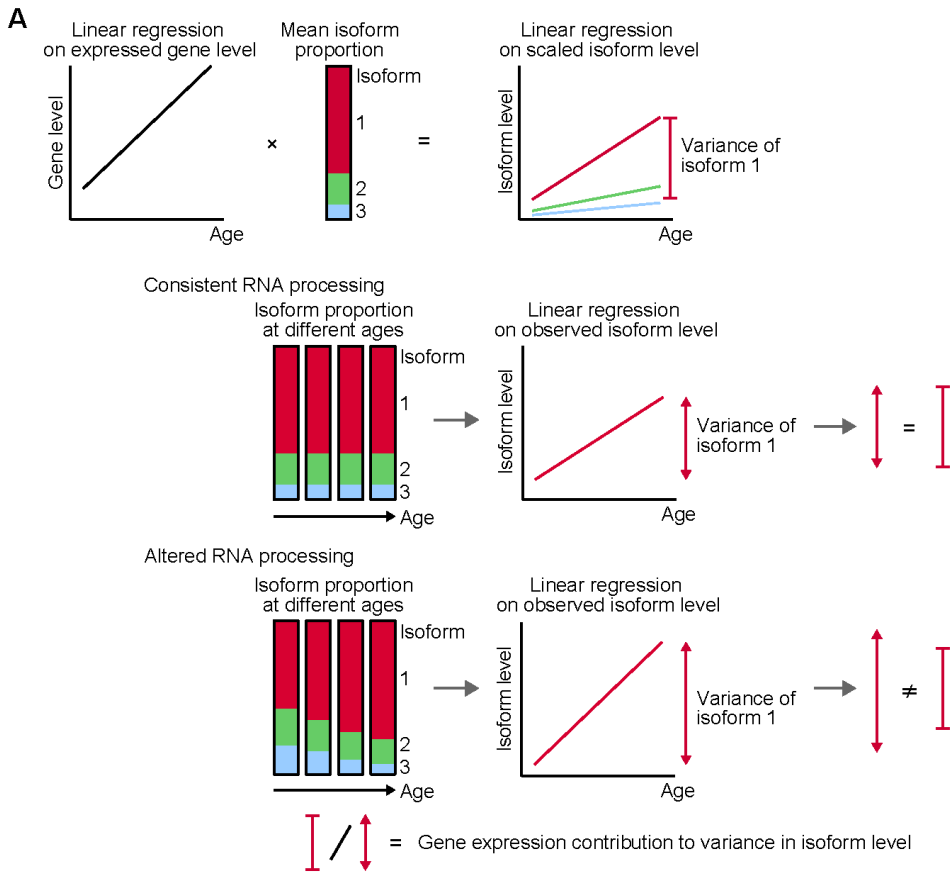 A
Linear regression
on expressed gene level
Mean isoform
proportion
Linear regression
on scaled isoform level
Gene level
Age
×
Isoform
1
2
3
=
Isoform level
Age
Variance of
isoform 1
Consistent RNA processing
Isoform proportion
at different ages
Isoform
1
2
3
Age
Linear regression
on observed isoform level
Isoform level
Age
Variance of
isoform 1
=
Altered RNA processing
Isoform proportion
at different ages
Isoform
1
2
3
Age
Linear regression
on observed isoform level
Isoform level
Age
Variance of
isoform 1
≠
/ = Gene expression contribution to variance in isoform level